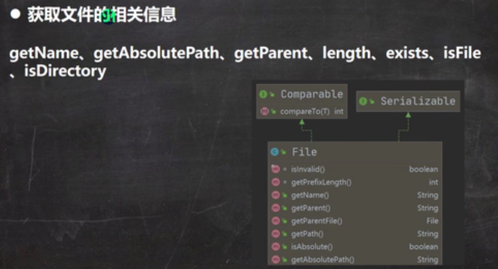 ● 获取文件的相关信息
getName、getAbsolutePath、getParent、length、exists、isFile
、isDirectory
Comparable
compareTo(T) int
Serializable
File
isInvalid() boolean
getPrefixLength() int
getName() String
getParent() String
getParentFile() File
getPath() String
isAbsolute() boolean
getAbsolutePath() String